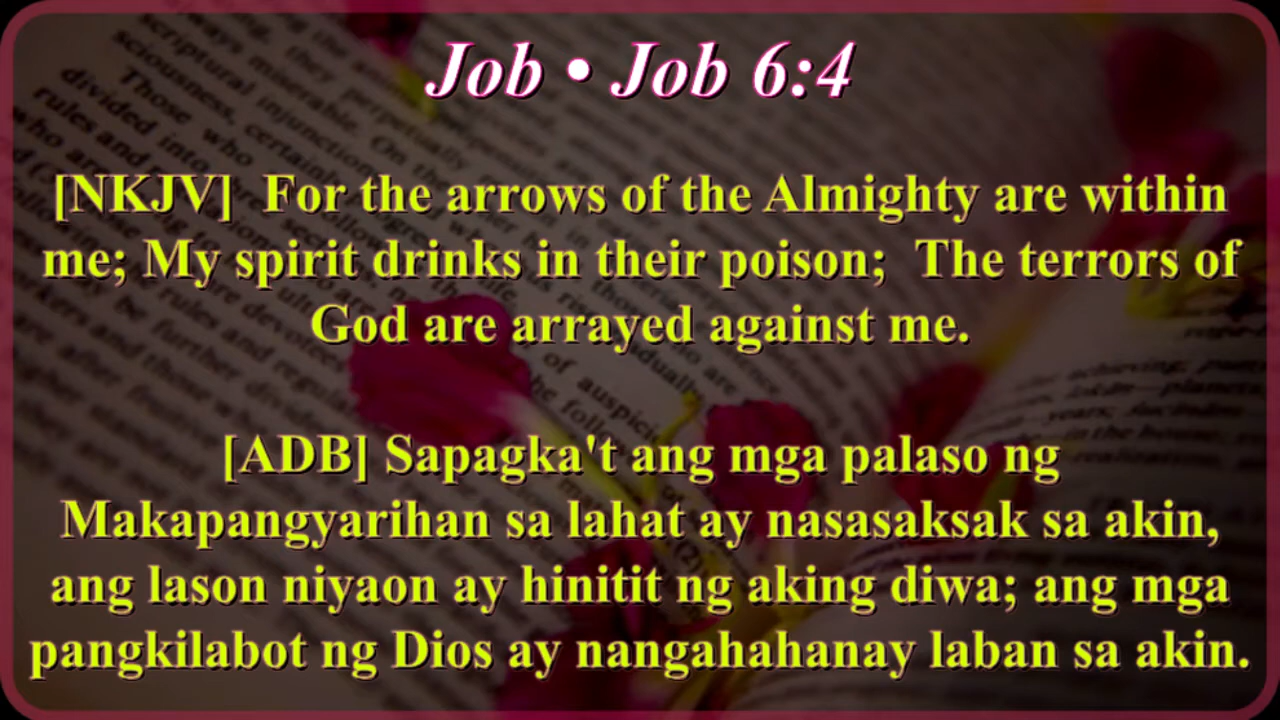 Job • Job 6:4
[NKJV] For the arrows of the Almighty are within
me; My spirit drinks in their poison; The terrors of
God are arrayed against me.
[ADB] Sapagka't ang mga palaso ng
Makapangyarihan sa lahat ay nasasaksak sa akin,
ang lason niyaon ay hinitit ng aking diwa; ang mga
pangkilabot ng Dios ay nangahahanay laban sa akin.